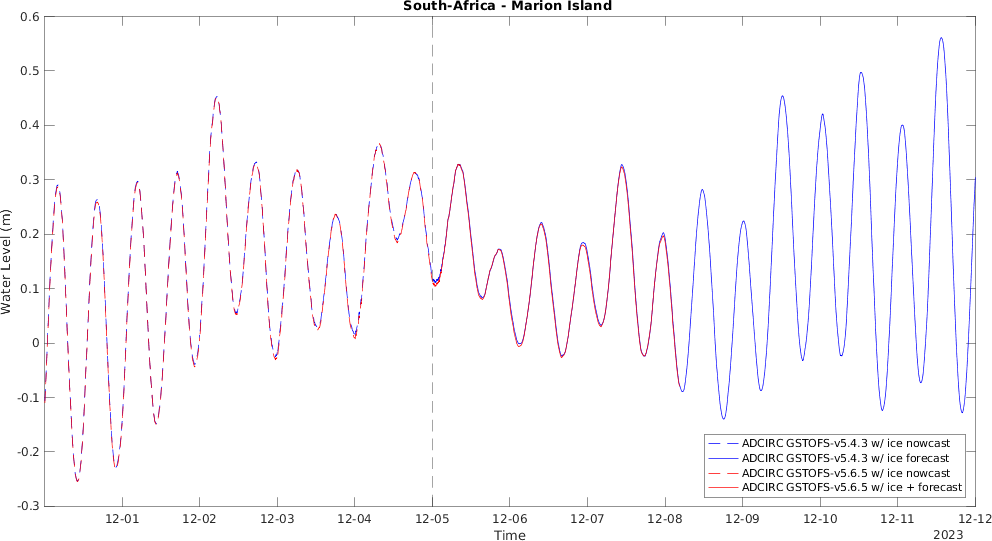 South-Africa - Marion Island
0.6
0.5
0.4
0.3
0.2
0.1
0
-0.1
-0.2
-0.3
Water Level (m)
12-01 12-02 12-03 12-04 12-05 12-06 12-07 12-08 12-09 12-10 12-11 12-12
2023
Time
ADCIRC GSTOFS-v5.4.3 w/ ice nowcast
ADCIRC GSTOFS-v5.4.3 w/ ice forecast
ADCIRC GSTOFS-v5.6.5 w/ ice nowcast
ADCIRC GSTOFS-v5.6.5 w/ ice + forecast